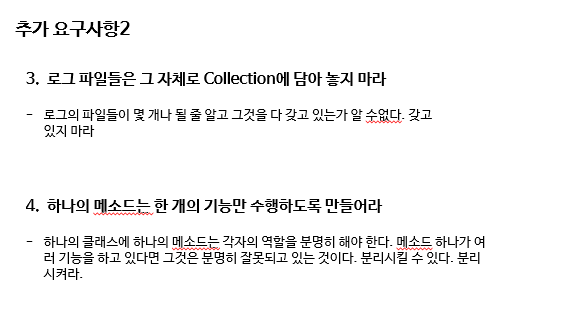 추가 요구사항2
3. 로그 파일들은 그 자체로 Collection에 담아 놓지 마라
- 로그의 파일들이 몇 개나 될 줄 알고 그것을 다 갖고 있는가 알 수없다. 갖고
있지 마라
4. 하나의 메소드는 한 개의 기능만 수행하도록 만들어라
- 하나의 클래스에 하나의 메소드는 각자의 역할을 분명히 해야 한다. 메소드 하나가 여
러 기능을 하고 있다면 그것은 분명히 잘못되고 있는 것이다. 분리시킬 수 있다. 분리
시켜라.